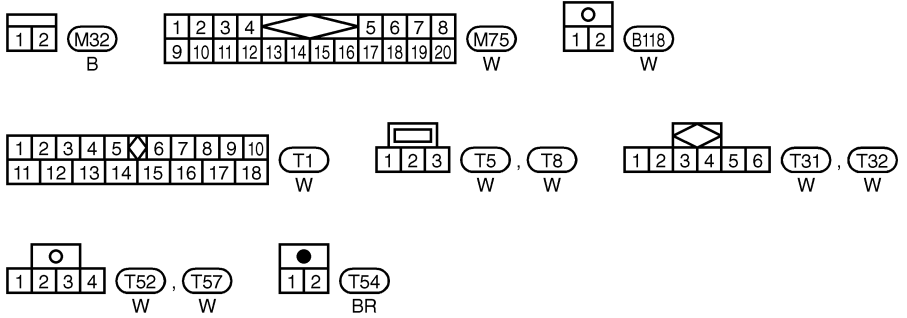 1 2 M32
B
1 2 3 4 5 6 7 8
9 10 11 12 13 14 15 16 17 18 19 20 M75
W
1 2 B118
W
1 2 3 4 5 6 7 8 9 10
11 12 13 14 15 16 17 18 T1
W
1 2 3 T5 , T8
W W
1 2 3 4 5 6 T31 , T32
W W
1 2 3 4 T52 , T57
W W
1 2 T54
BR